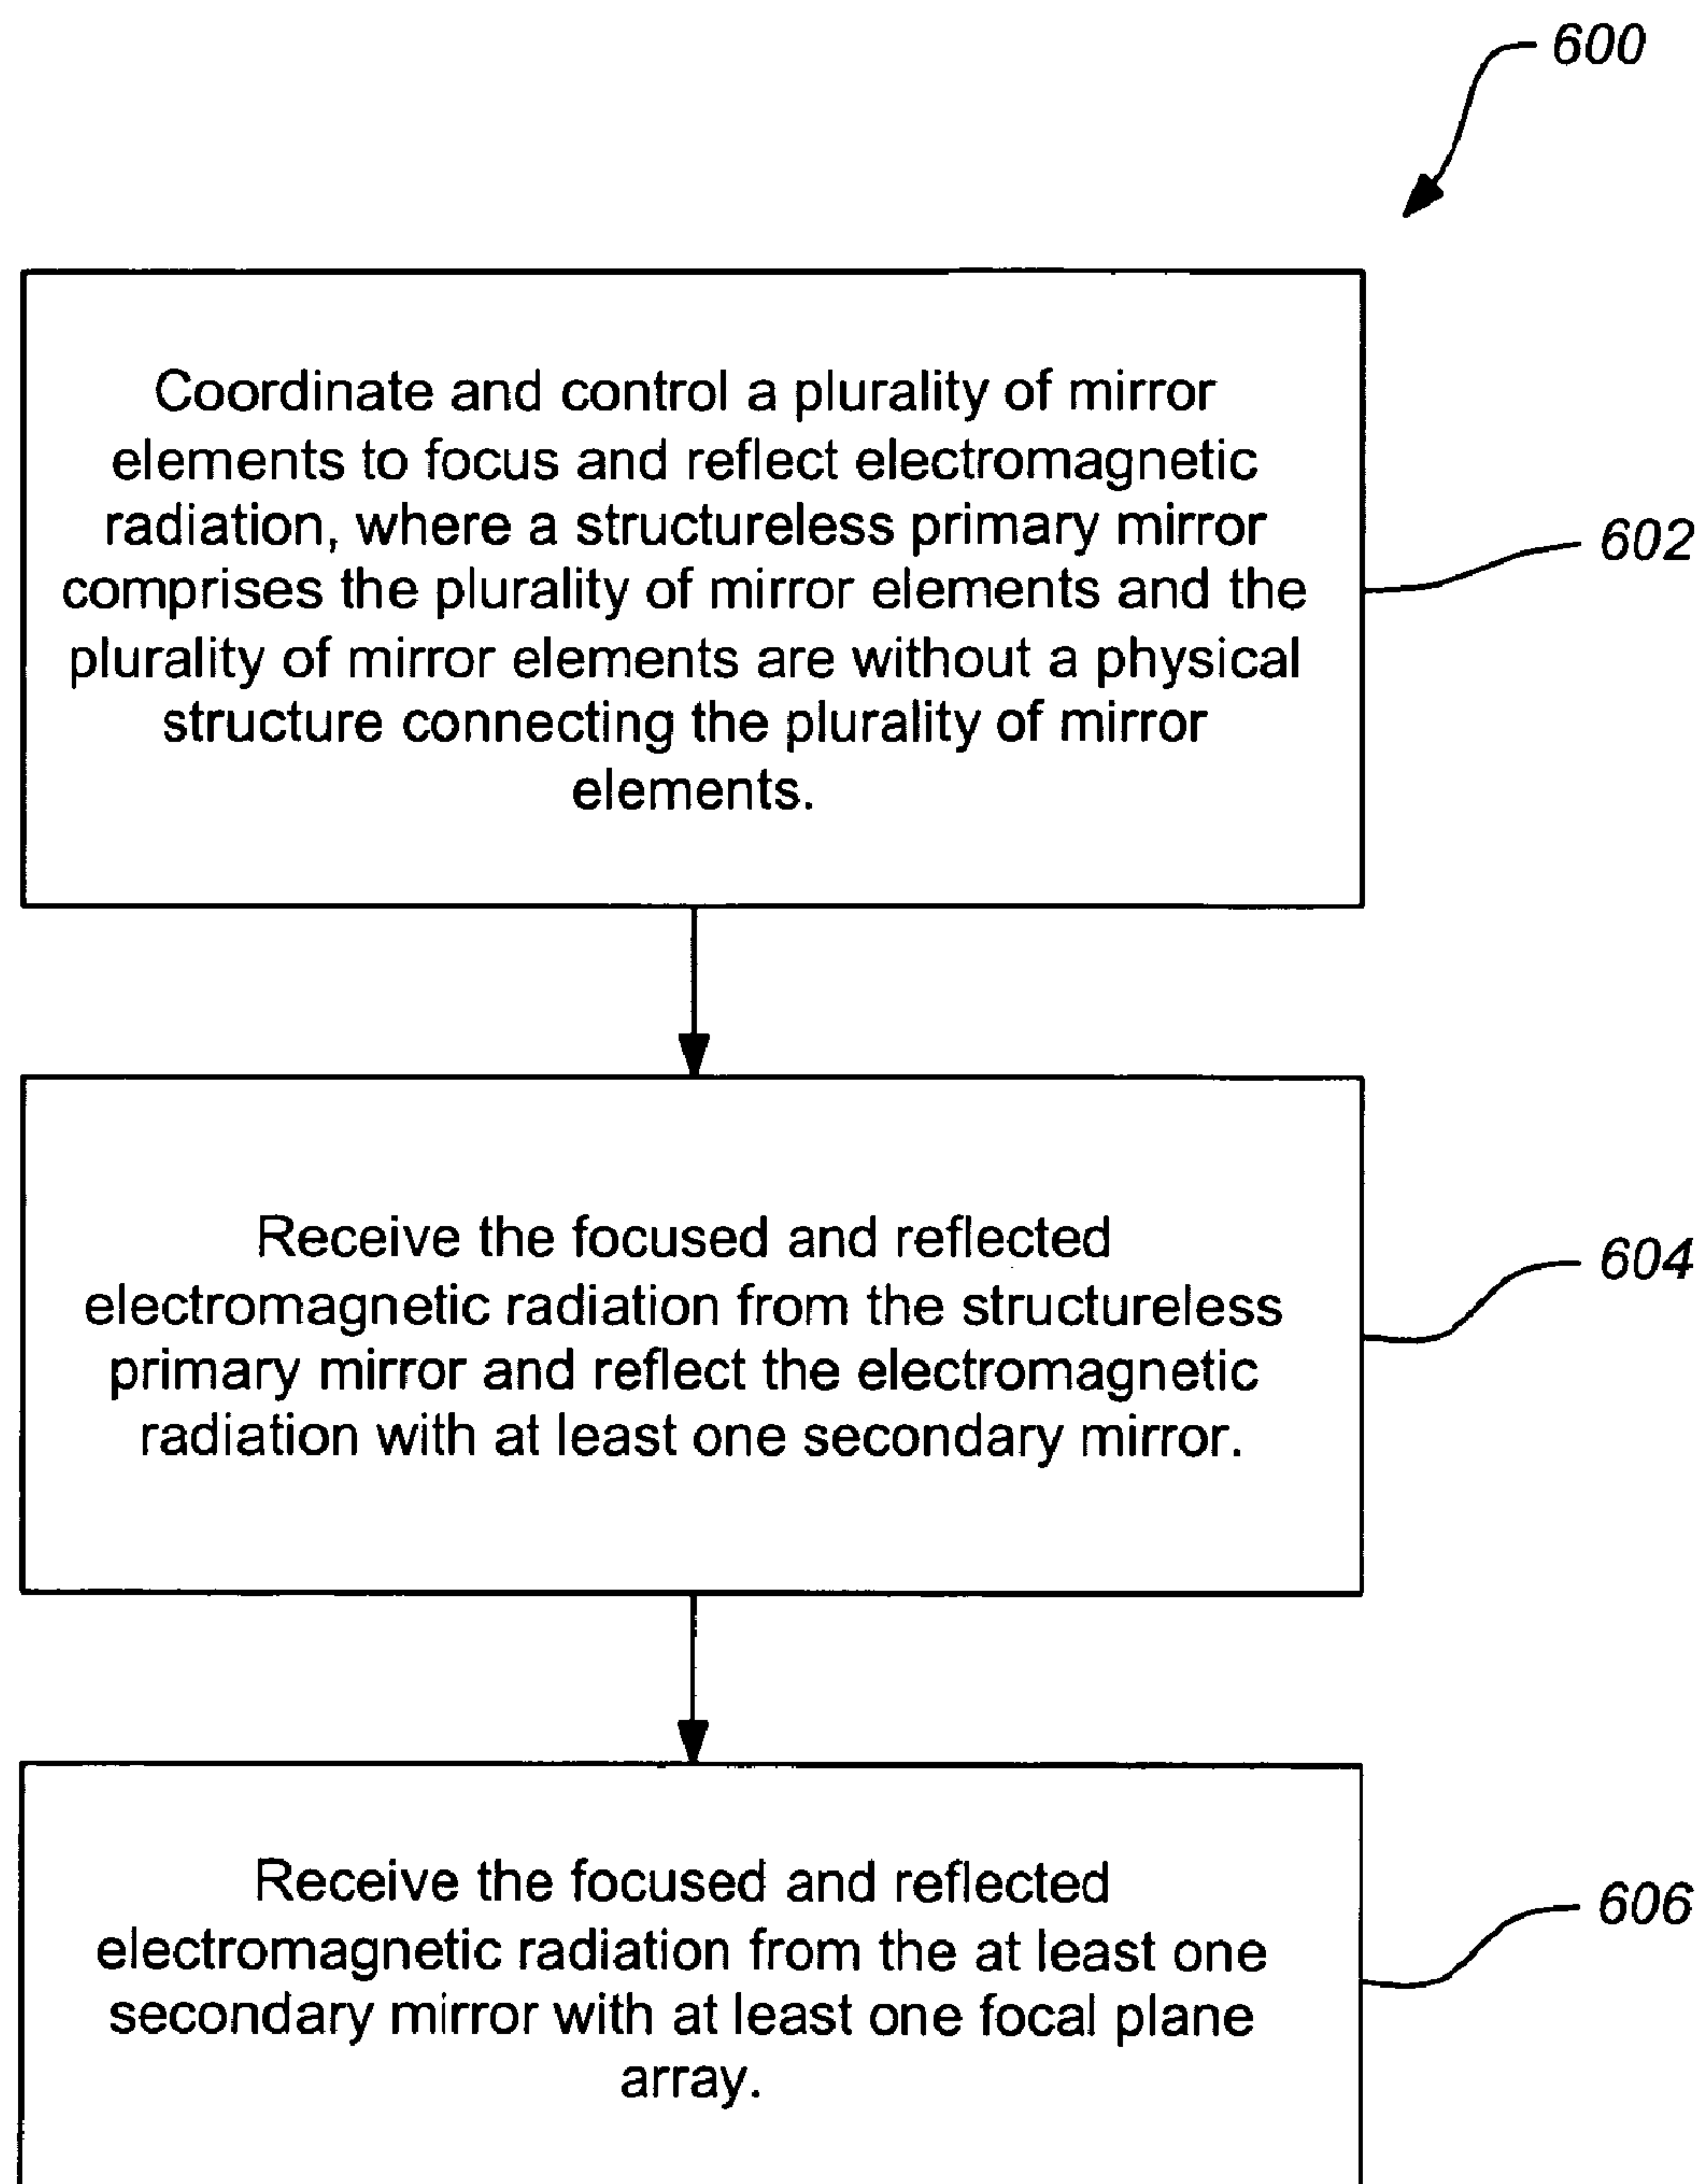 600
Coordinate and control a plurality of mirror
elements to focus and reflect electromagnetic
radiation, where a structureless primary mirror
comprises the plurality of mirror elements and the
plurality of mirror elements are without a physical
structure connecting the plurality of mirror
elements.
602
Receive the focused and reflected
electromagnetic radiation from the structureless
primary mirror and reflect the electromagnetic
radiation with at least one secondary mirror.
604
Receive the focused and reflected
electromagnetic radiation from the at least one
secondary mirror with at least one focal plane
array.
606